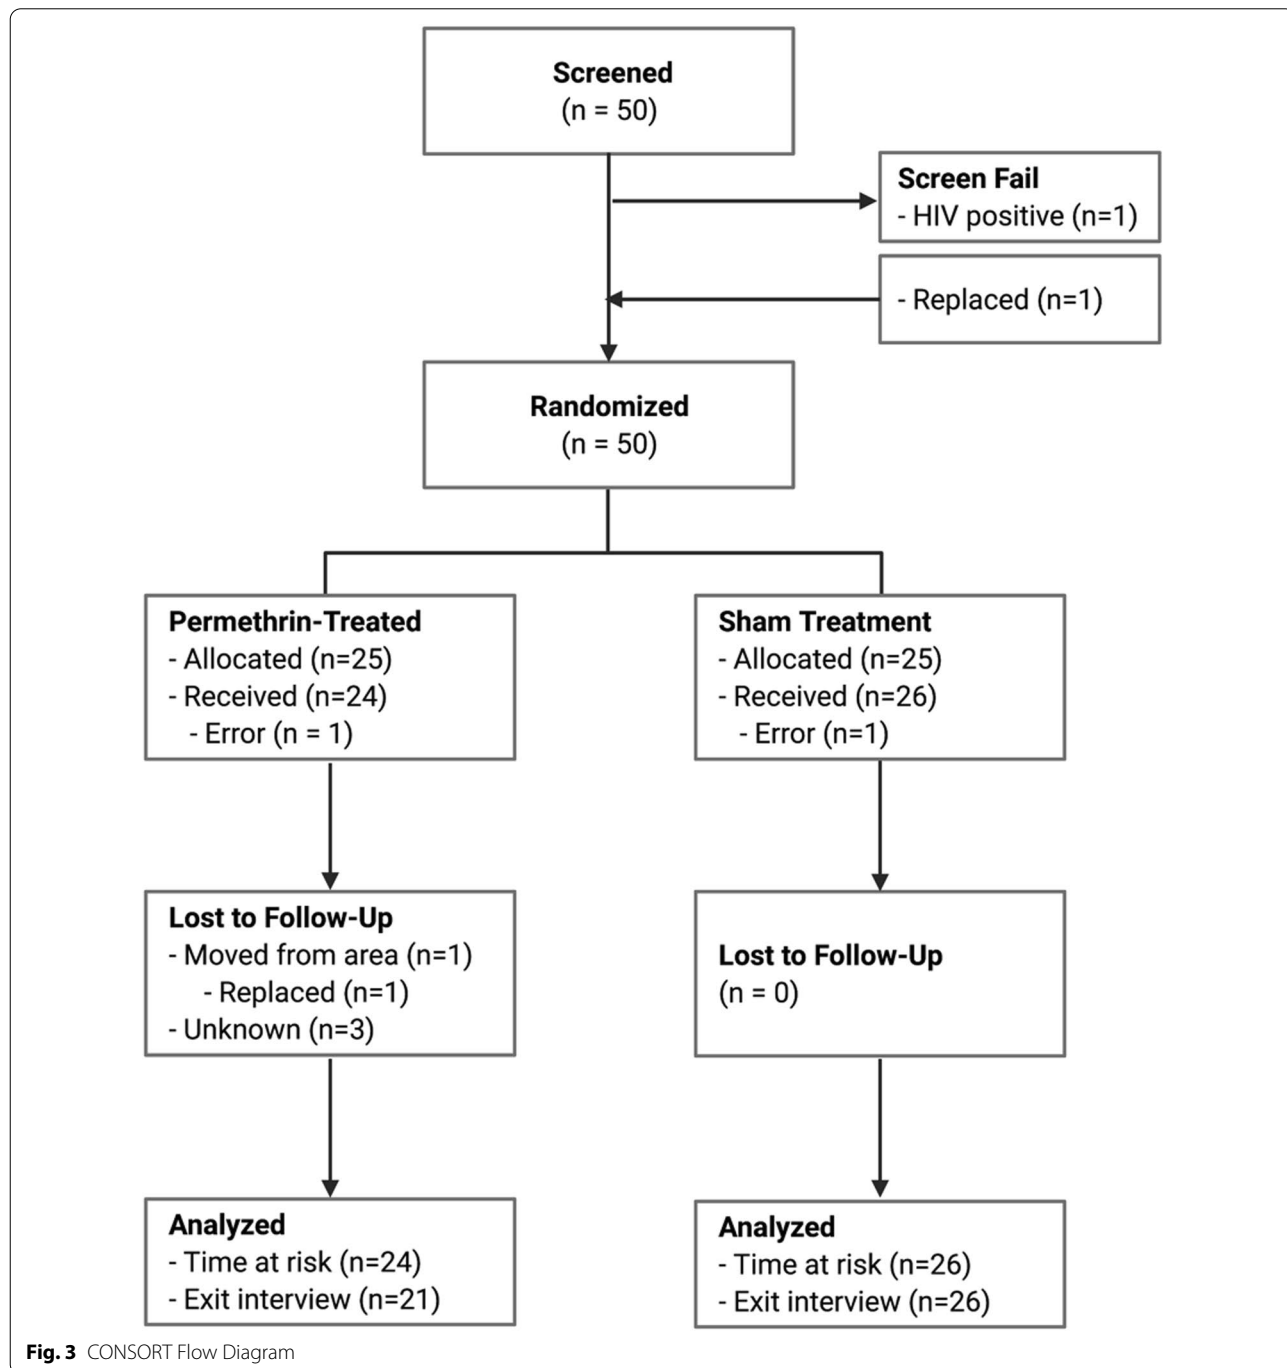 Screened
(n = 50)
Screen Fail
- HIV positive (n=1)
- Replaced (n=1)
Randomized
(n = 50)
Permethrin-Treated
- Allocated (n=25)
- Received (n=24)
- Error (n = 1)
Sham Treatment
- Allocated (n=25)
- Received (n=26)
- Error (n=1)
Lost to Follow-Up
- Moved from area (n=1)
- Replaced (n=1)
- Unknown (n=3)
Lost to Follow-Up
(n = 0)
Analyzed
- Time at risk (n=24)
- Exit interview (n=21)
Analyzed
- Time at risk (n=26)
- Exit interview (n=26)
Fig. 3 CONSORT Flow Diagram